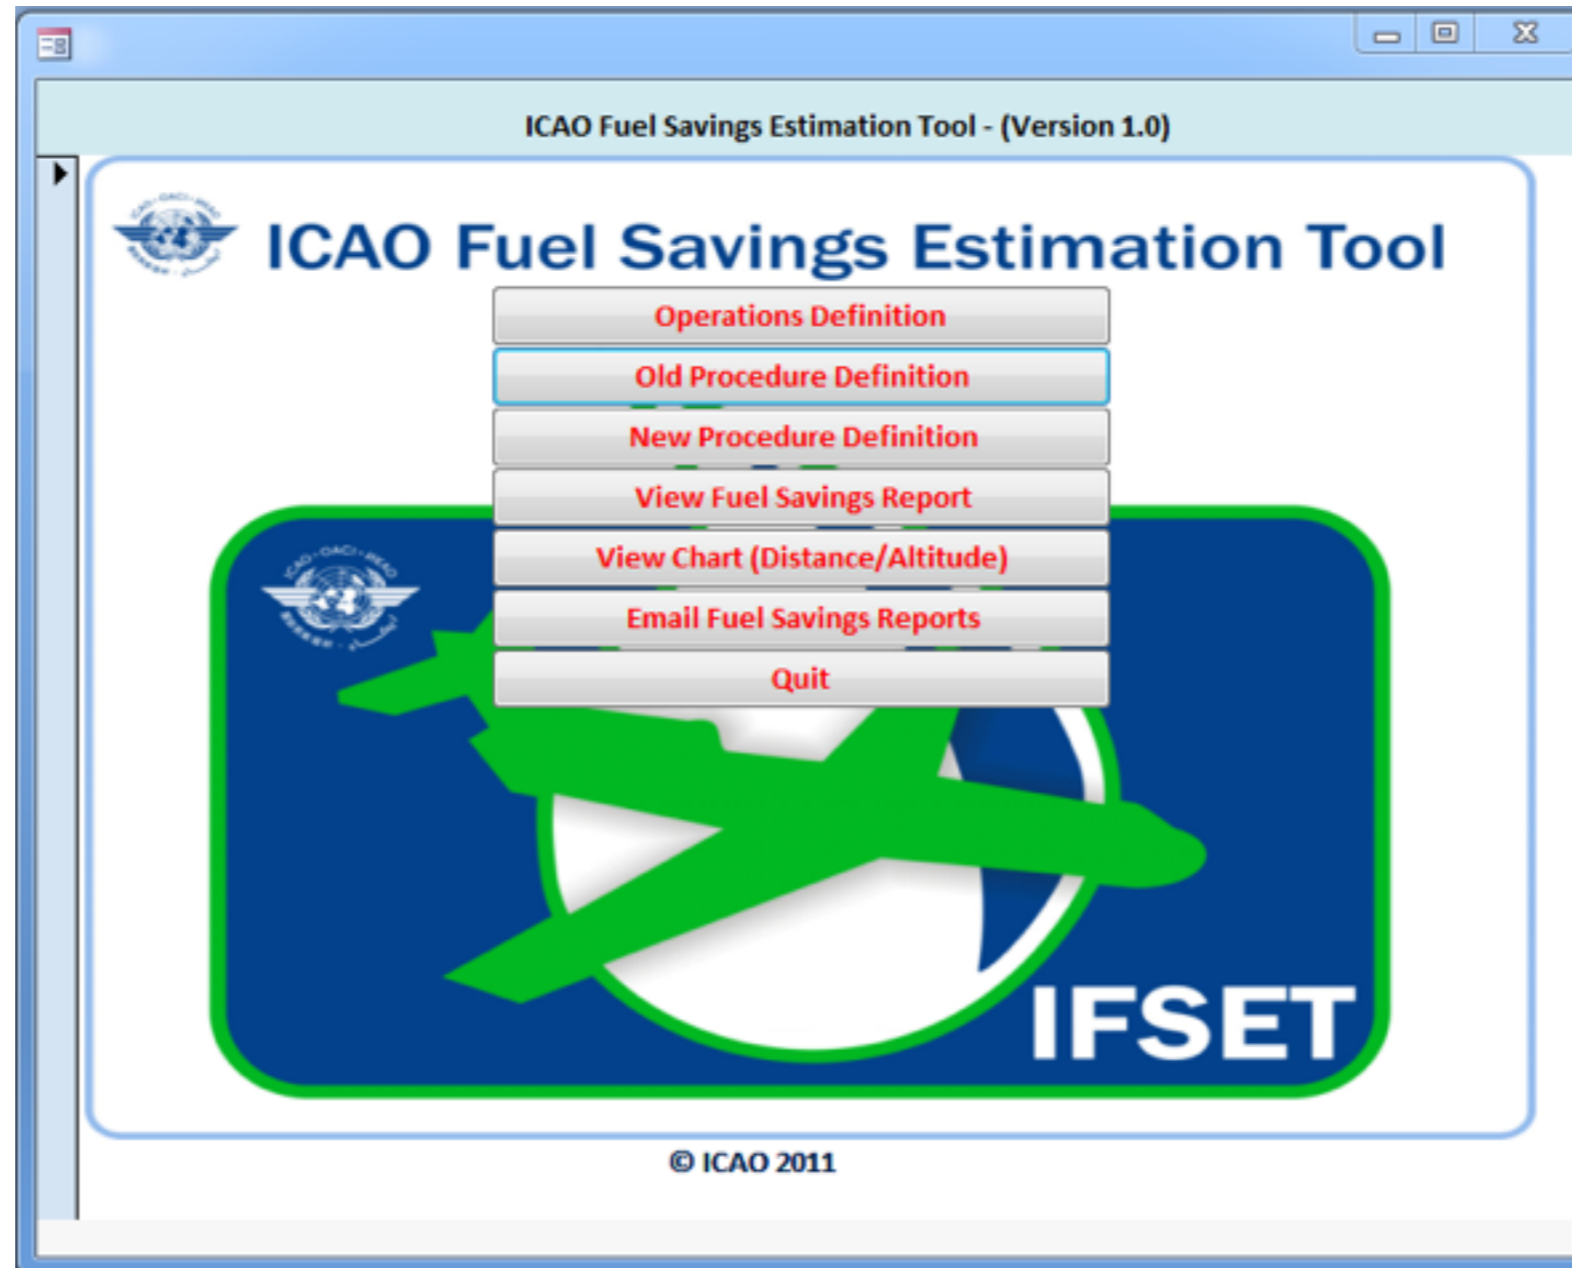 ICAO Fuel Savings Estimation Tool - (Version 1.0)
ICAO Fuel Savings Estimation Tool
Operations Definition
Old Procedure Definition
New Procedure Definition
View Fuel Savings Report
View Chart (Distance/Altitude)
Email Fuel Savings Reports
Quit
IFSET
© ICAO 2011